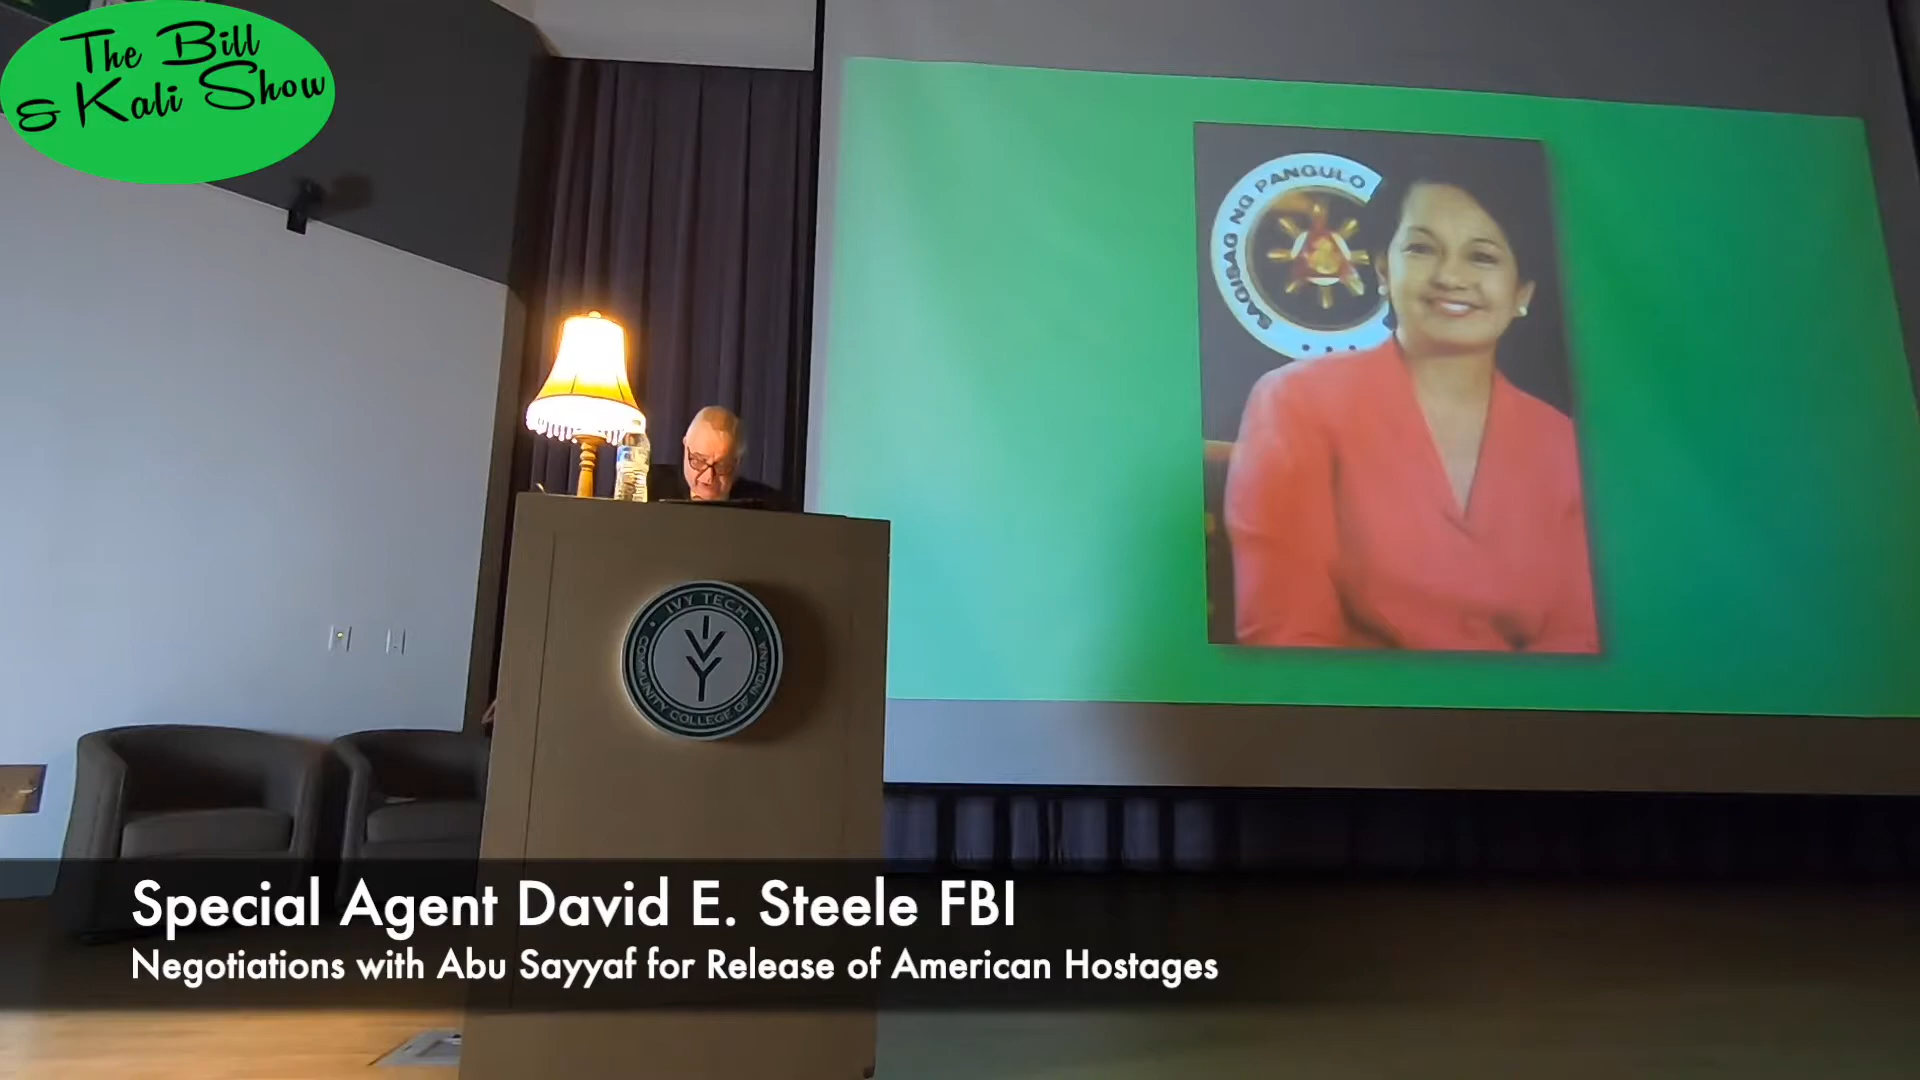 The Bill
& Kali Show
SAGISAG NG PANGULO
IVY TECH
COMMUNITY COLLEGE OF INDIANA
IVY
Special Agent David E. Steele FBI
Negotiations with Abu Sayyaf for Release of American Hostages